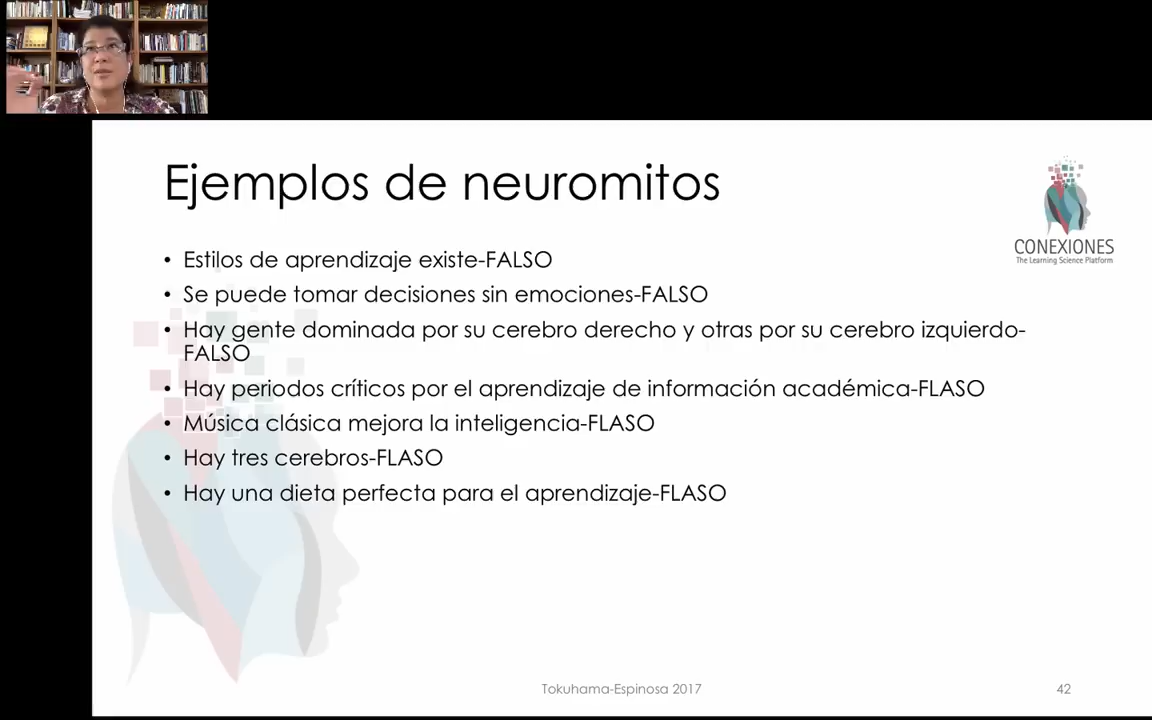 Ejemplos de neuromitos
CONEXIONES
The Learning Science Platform
• Estilos de aprendizaje existe-FALSO
• Se puede tomar decisiones sin emociones-FALSO
• Hay gente dominada por su cerebro derecho y otras por su cerebro izquierdo-
FALSO
• Hay periodos críticos por el aprendizaje de información académica-FLASO
• Música clásica mejora la inteligencia-FLASO
• Hay tres cerebros-FLASO
• Hay una dieta perfecta para el aprendizaje-FLASO
Tokuhama-Espinosa 2017
42